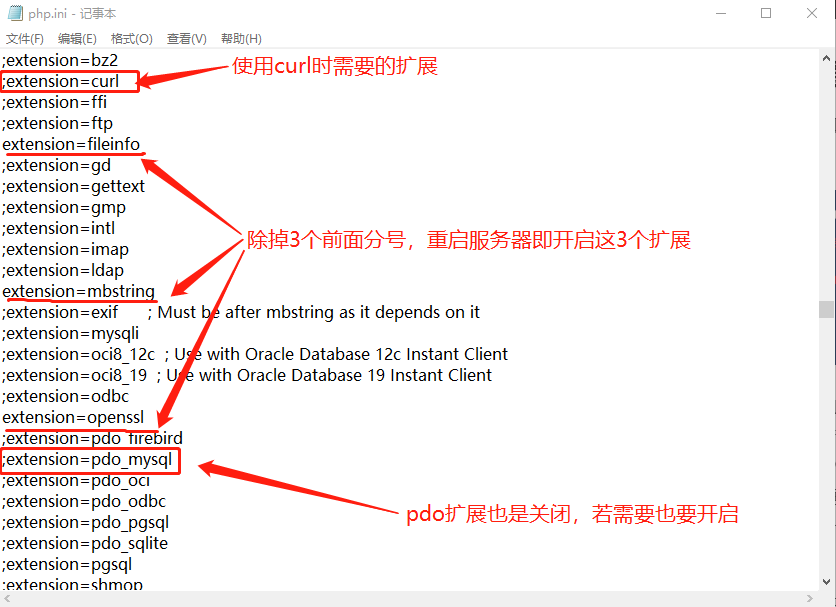 php.ini - 记事本
文件(F) 编辑(E) 格式(O) 查看(V) 帮助(H)
;extension=bz2
使用curl时需要的扩展
;extension=curl
;extension=ffi
;extension=ftp
extension=fileinfo
;extension=gd
;extension=gettext
;extension=gmp
;extension=intl
除掉3个前面分号，重启服务器即开启这3个扩展
;extension=imap
;extension=ldap
extension=mbstring
;extension=exif ; Must be after mbstring as it depends on it
;extension=mysqli
;extension=oci8_12c ; Use with Oracle Database 12c Instant Client
;extension=oci8_19 ; Use with Oracle Database 19 Instant Client
;extension=odbc
extension=openssl
;extension=pdo_firebird
;extension=pdo_mysql
;extension=pdo_oci
;extension=pdo_odbc
pdo扩展也是关闭，若需要也要开启
;extension=pdo_pgsql
;extension=pdo_sqlite
;extension=pgsql
;extension=shmop